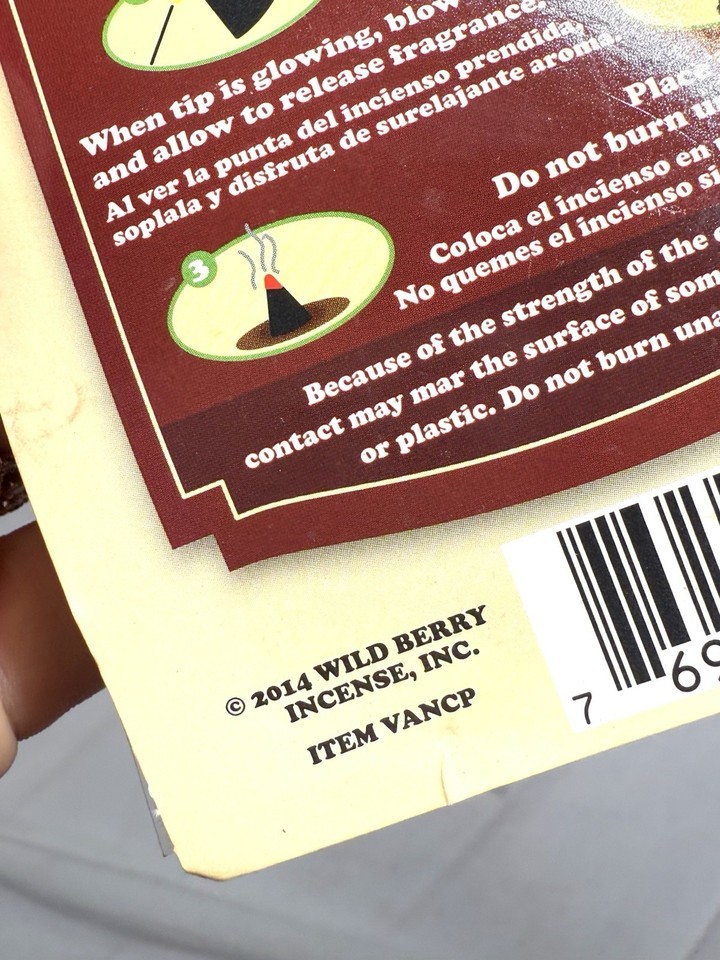 When tip is glowing, blow
and allow to release fragrance.
Al ver la punta del incienso prendida,
soplala y disfruta de surelajante aroma.
3
Place
Do not burn
Coloca el incienso en
No quemes el incienso
Because of the strength of the
contact may mar the surface of
or plastic. Do not burn
© 2014 WILD BERRY
INCENSE, INC.
ITEM VANCP
7 69